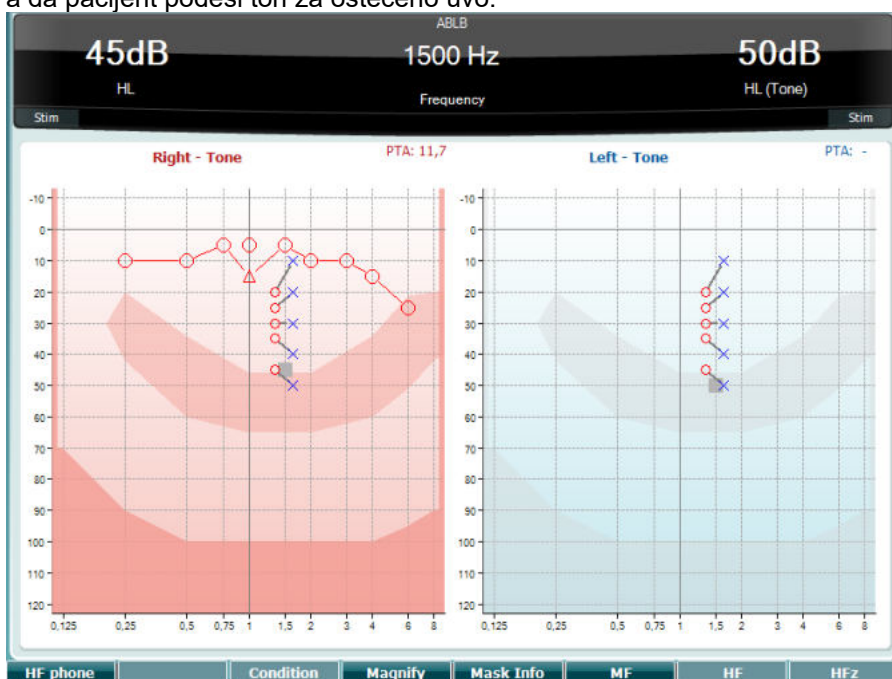 a da pacijent podesi ton za oštećeno uvo.
ABLB
45dB 1500 Hz 50dB
HL Frequency HL (Tone)
Stim Stim
Right - Tone PTA: 11,7 Left - Tone PTA: -
-10 -10
0 0
10 10
20 20
30 30
40 40
50 50
60 60
70 70
80 80
90 90
100 100
110 110
120 120
0,125 0,25 0,5 0,75 1 1,5 2 3 4 6 8 0,125 0,25 0,5 0,75 1 1,5 2 3 4 6 8
HF phone Condition Magnify Mask Info MF HF HFz